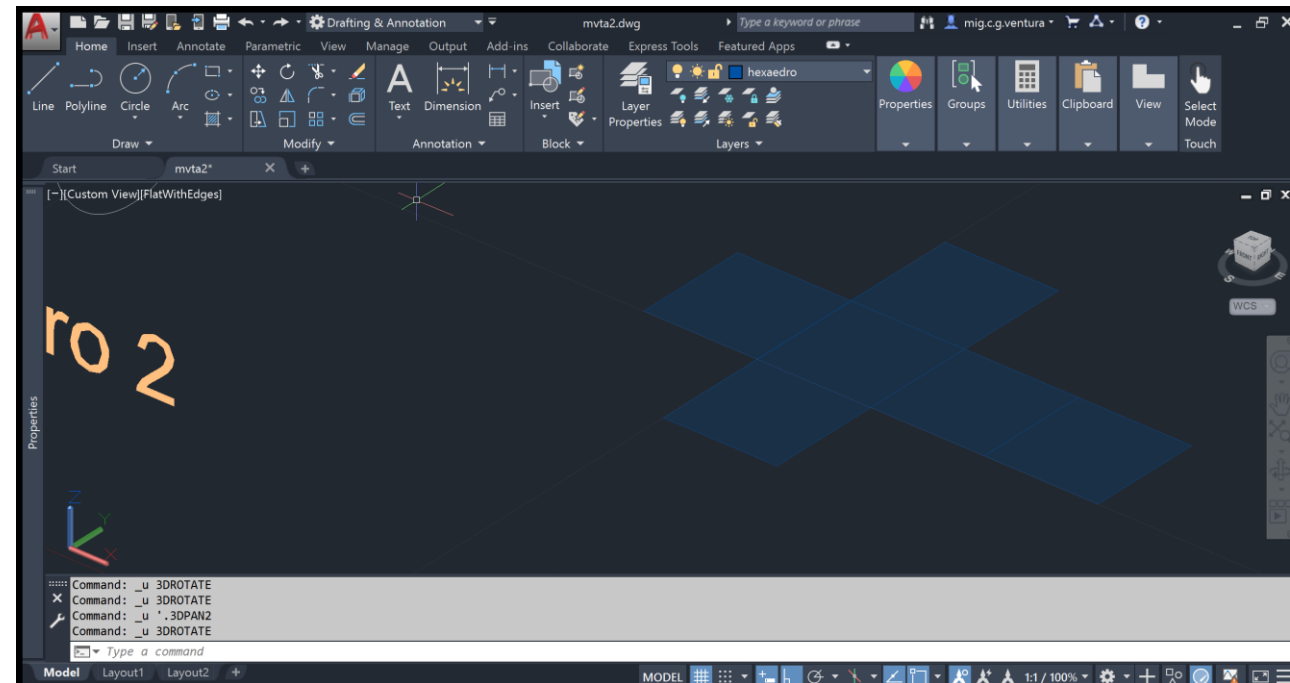 Drafting & Annotation mvta2.dwg Type a keyword or phrase mig.c.g.ventura
Home Insert Annotate Parametric View Manage Output Add-ins Collaborate Express Tools Featured Apps
hexaedro
Line Polyline Circle Arc Text Dimension Insert Layer Properties Properties Groups Utilities Clipboard View Select Mode
Draw Modify Annotation Block Layers Touch
Start mvta2* +
[−][Custom View][FlatWithEdges]
TOP
FRONT RIGHT
S E
WCS
ro 2
Properties
Z
Y
X
Command: _u 3DROTATE
Command: _u 3DROTATE
Command: _u '.3DPAN2
Command: _u 3DROTATE
Type a command
Model Layout1 Layout2 + MODEL 1:1 / 100%